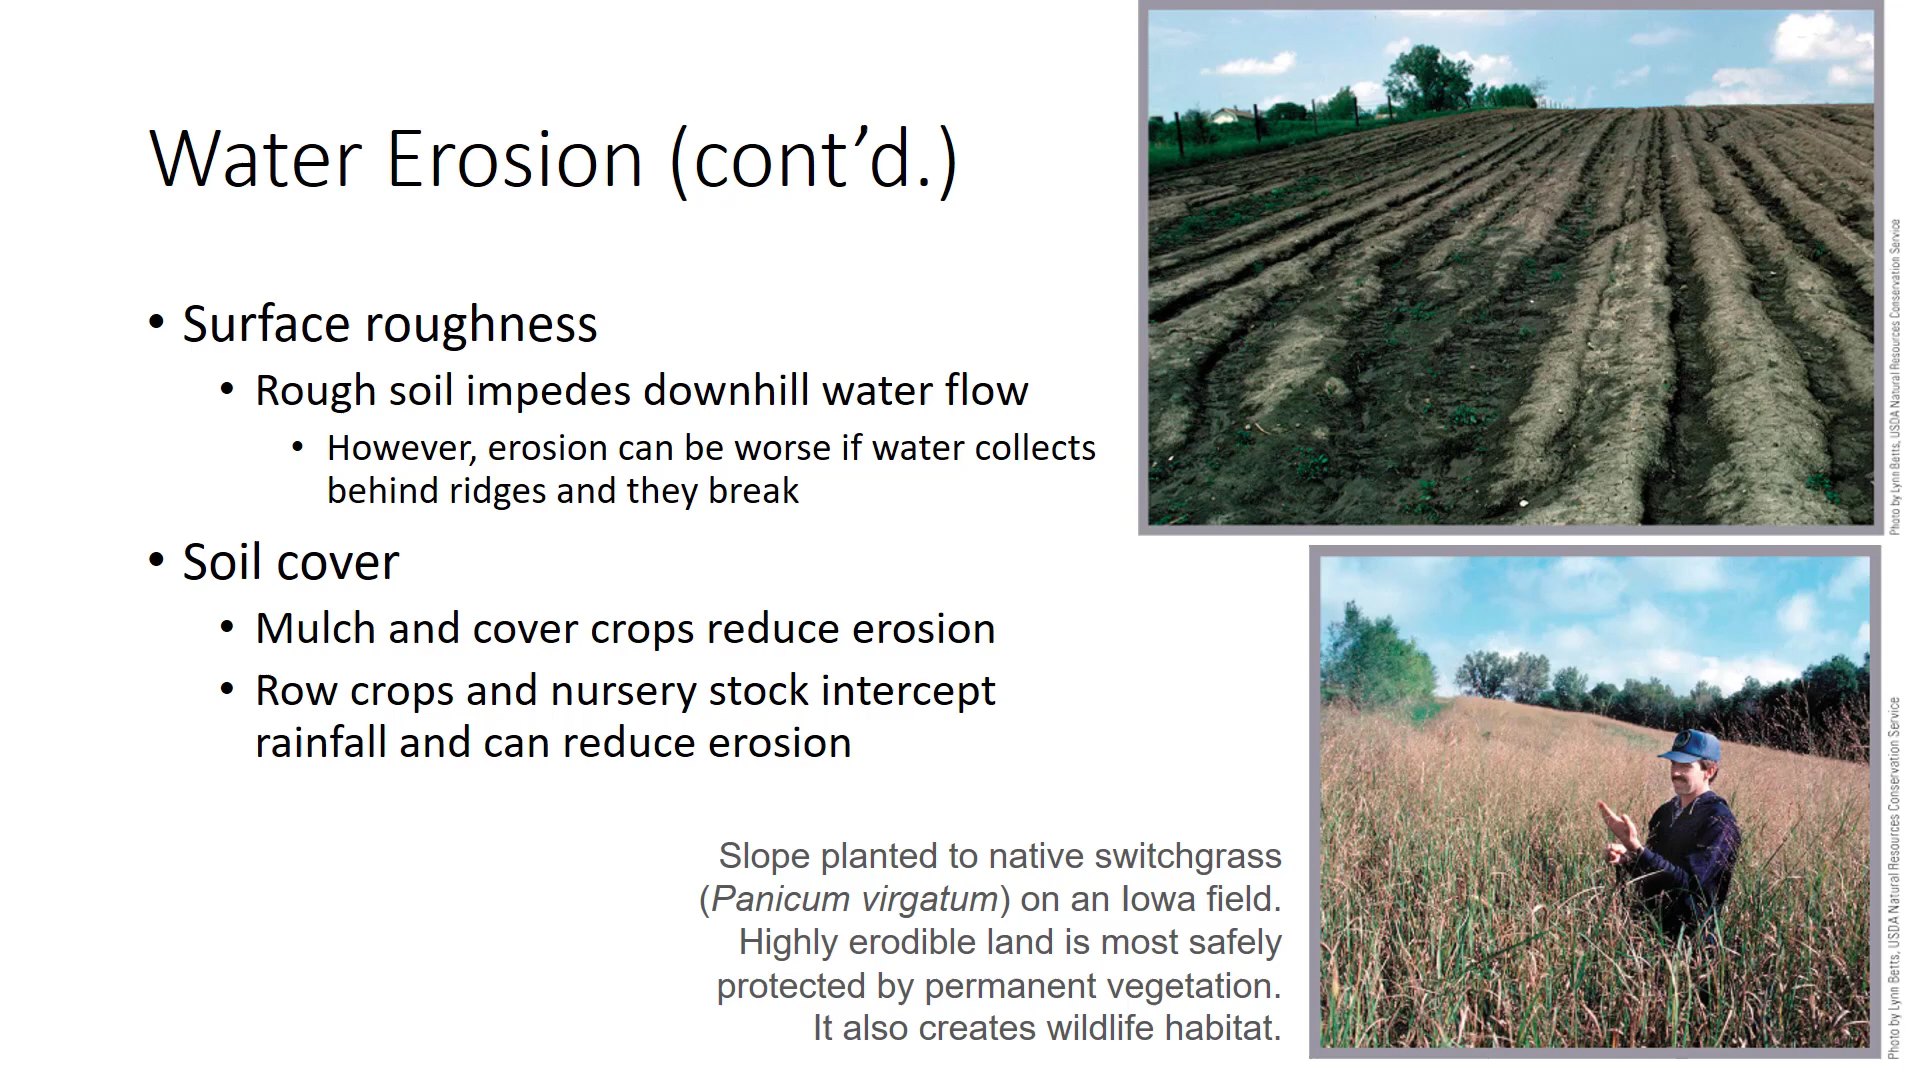 Water Erosion (cont’d.)
• Surface roughness
• Rough soil impedes downhill water flow
• However, erosion can be worse if water collects
behind ridges and they break
• Soil cover
• Mulch and cover crops reduce erosion
• Row crops and nursery stock intercept
rainfall and can reduce erosion
Slope planted to native switchgrass
(Panicum virgatum) on an Iowa field.
Highly erodible land is most safely
protected by permanent vegetation.
It also creates wildlife habitat.
Photo by Lynn Betts, USDA Natural Resources Conservation Service
Photo by Lynn Betts, USDA Natural Resources Conservation Service